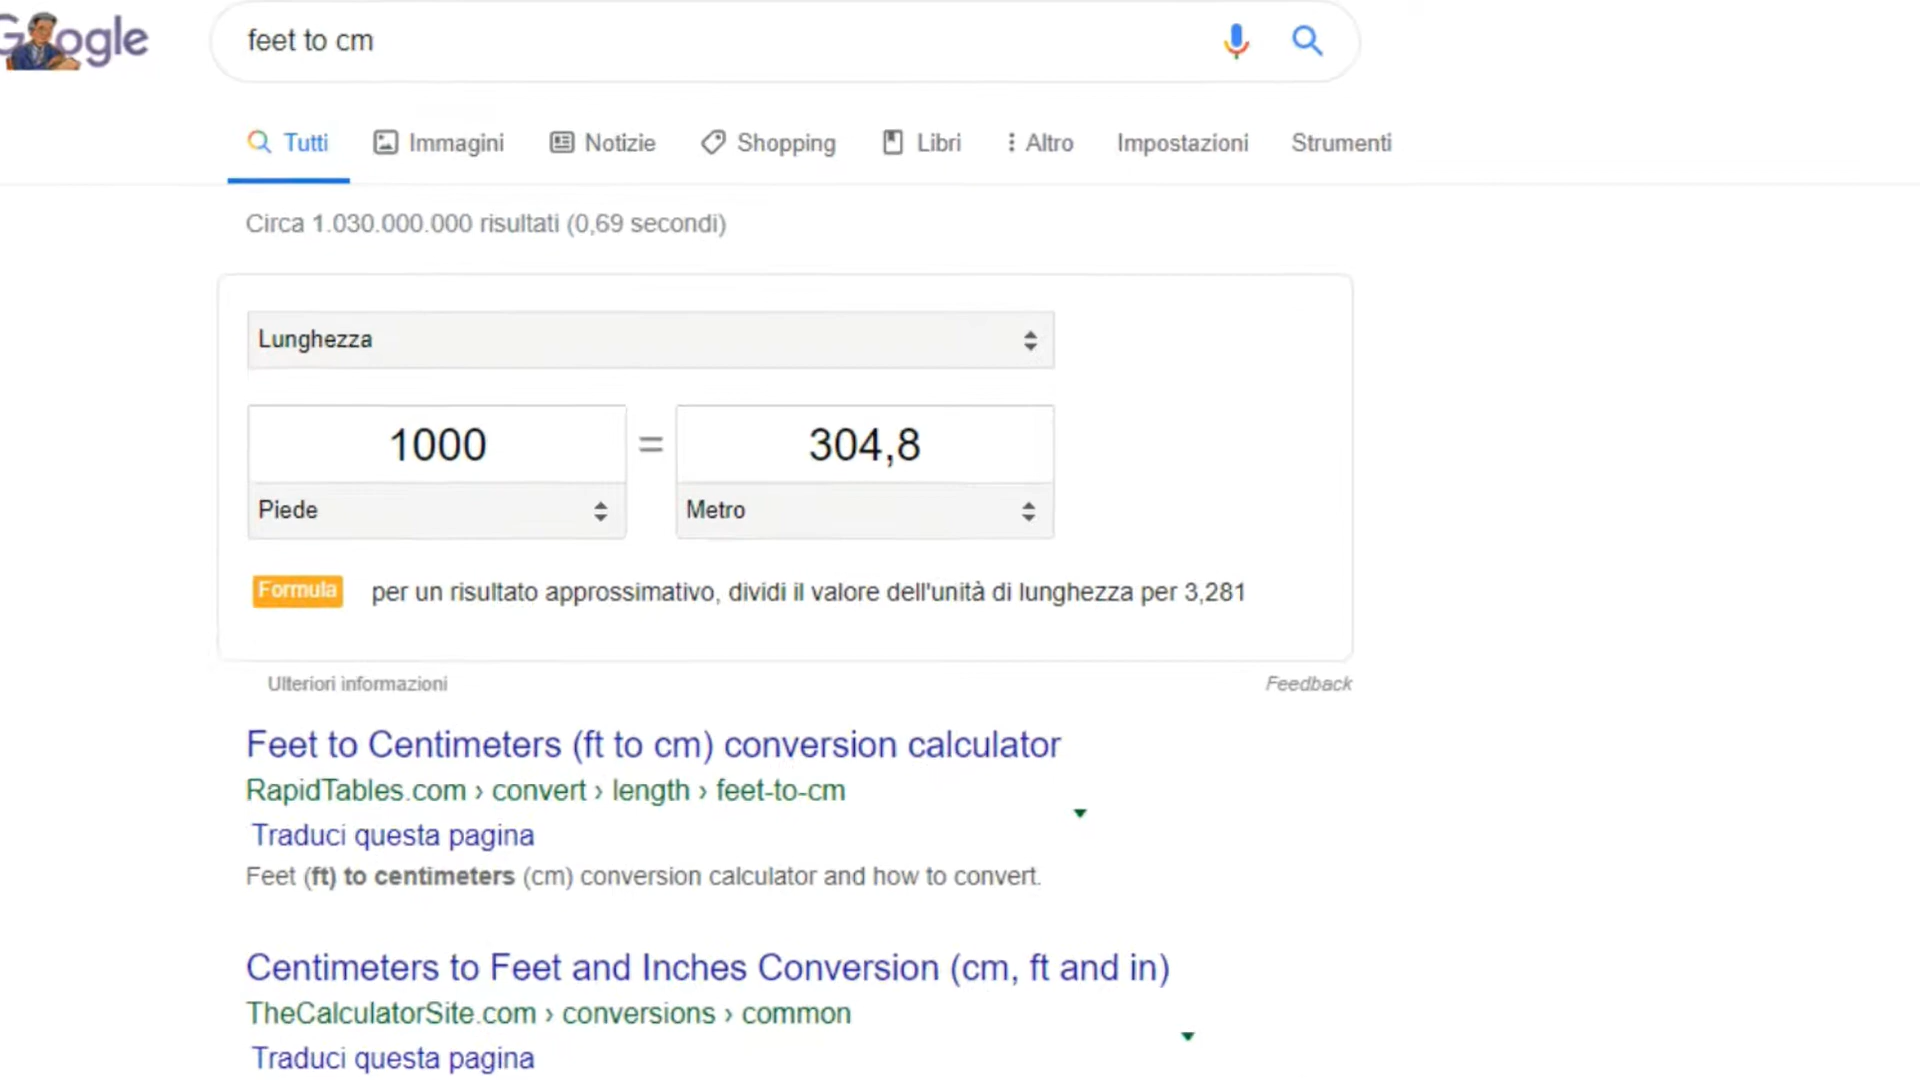 Google
feet to cm
Tutti Immagini Notizie Shopping Libri Altro Impostazioni Strumenti
Circa 1.030.000.000 risultati (0,69 secondi)
Lunghezza
1000 = 304,8
Piede Metro
Formula per un risultato approssimativo, dividi il valore dell'unità di lunghezza per 3,281
Ulteriori informazioni Feedback
Feet to Centimeters (ft to cm) conversion calculator
RapidTables.com › convert › length › feet-to-cm
Traduci questa pagina
Feet (ft) to centimeters (cm) conversion calculator and how to convert.
Centimeters to Feet and Inches Conversion (cm, ft and in)
TheCalculatorSite.com › conversions › common
Traduci questa pagina